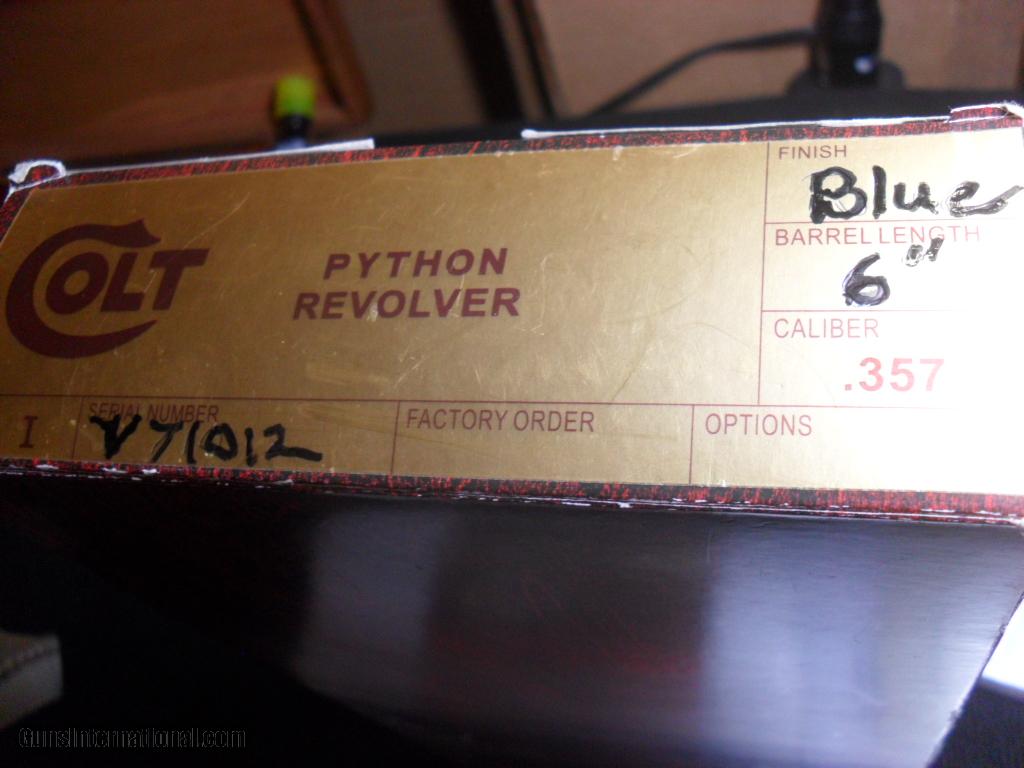 COLT
PYTHON
REVOLVER
FINISH
Blue
BARREL LENGTH
6"
CALIBER
.357
I
SERIAL NUMBER
V71012
FACTORY ORDER
OPTIONS
GunsInternational.com